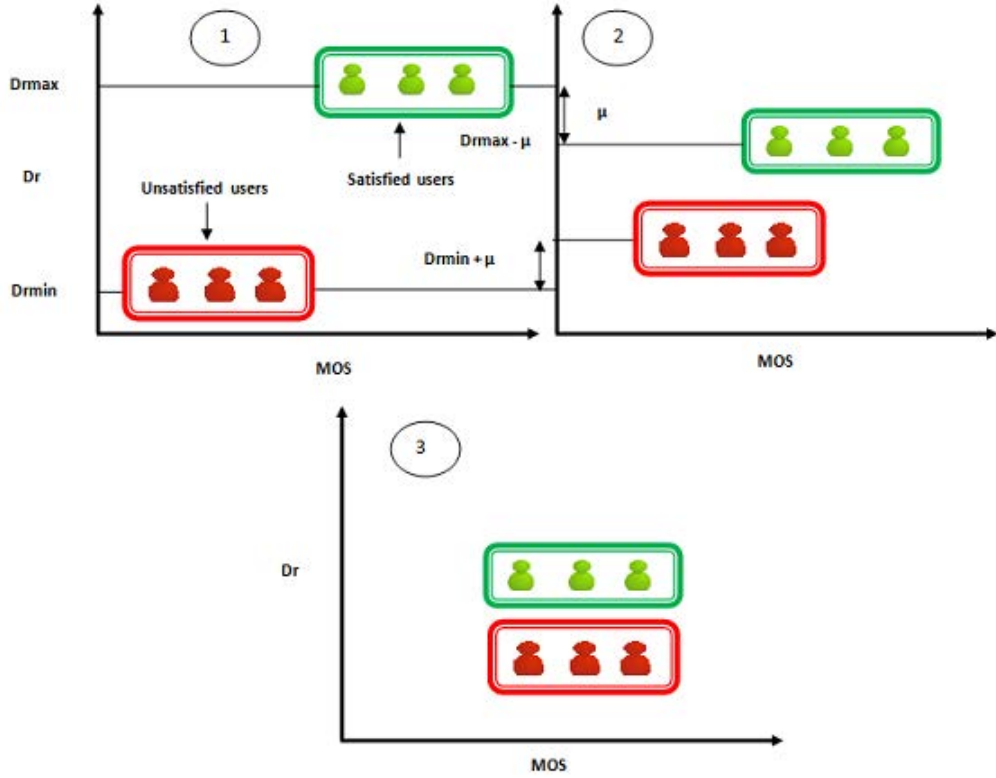 1
2
Drmax
μ
Drmax - μ
Dr
Satisfied users
Unsatisfied users
Drmin + μ
Drmin
MOS
MOS
3
Dr
MOS